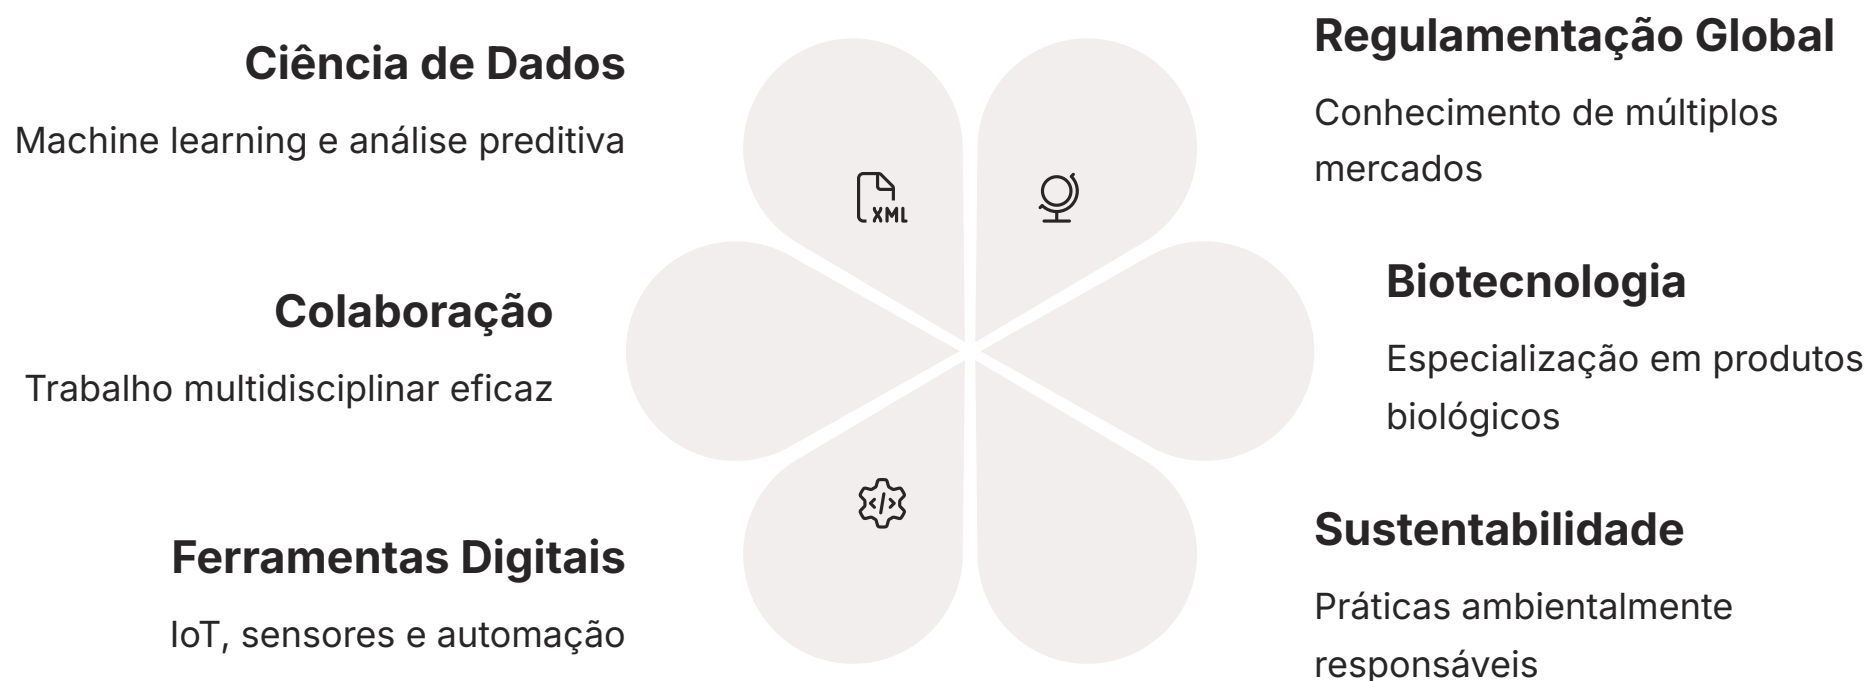 Ciência de Dados
Machine learning e análise preditiva
Regulamentação Global
Conhecimento de múltiplos
mercados
XML
Colaboração
Trabalho multidisciplinar eficaz
Biotecnologia
Especialização em produtos
biológicos
</>
Ferramentas Digitais
IoT, sensores e automação
Sustentabilidade
Práticas ambientalmente
responsáveis